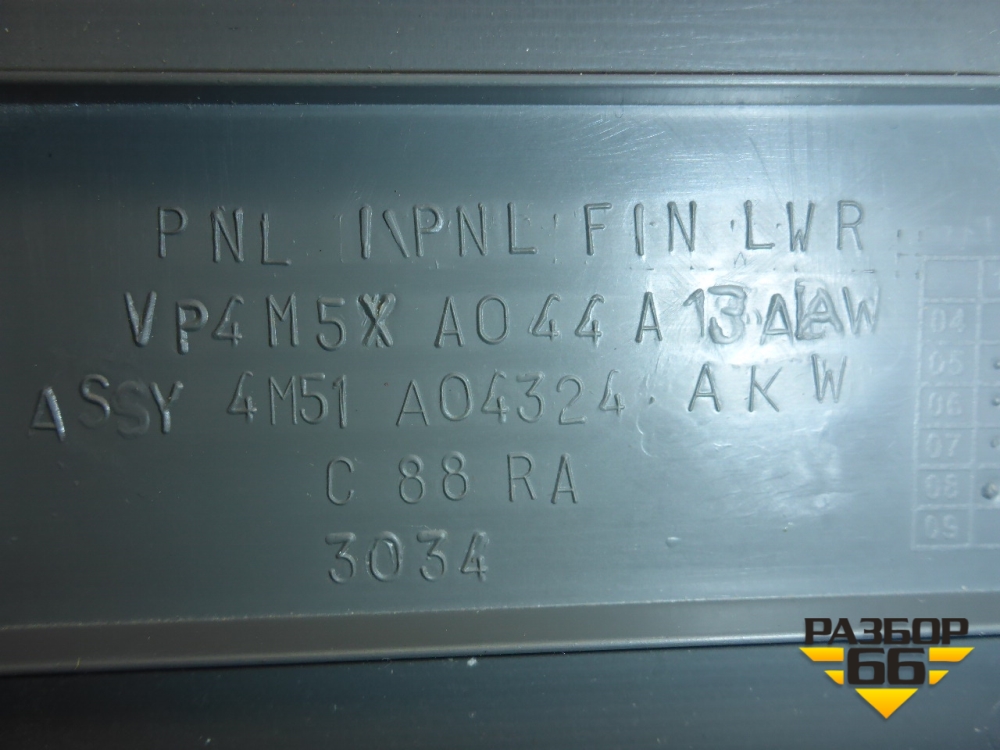 PNL I\PNL FIN LWR
VP4M5X A044A13
ASSY 4M51 A04324 AKW
C 88 RA
3034
04
05
06
07
08
09
РАЗБОР
66